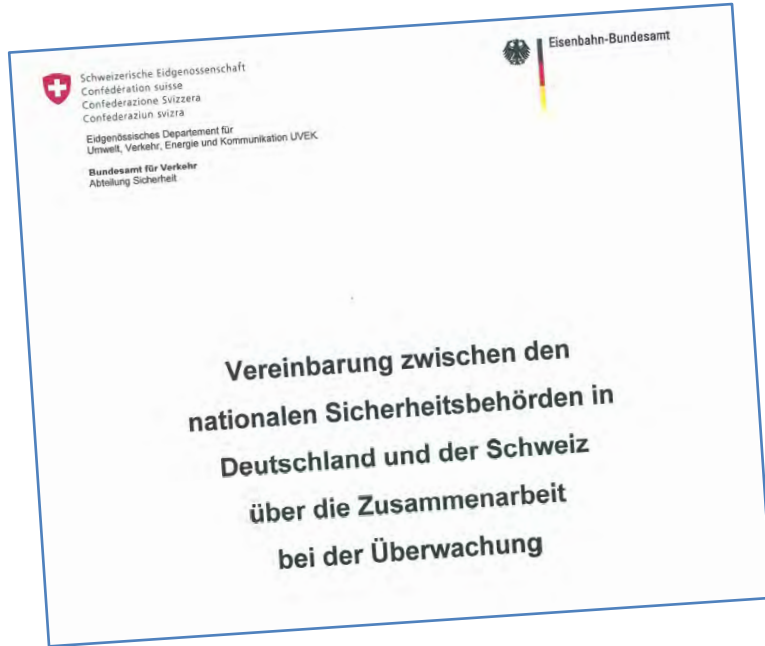 Schweizerische Eidgenossenschaft
Confédération suisse
Confederazione Svizzera
Confederaziun svizra
Eidgenössisches Departement für
Umwelt, Verkehr, Energie und Kommunikation UVEK
Bundesamt für Verkehr
Abteilung Sicherheit
Eisenbahn-Bundesamt
Vereinbarung zwischen den
nationalen Sicherheitsbehörden in
Deutschland und der Schweiz
über die Zusammenarbeit
bei der Überwachung